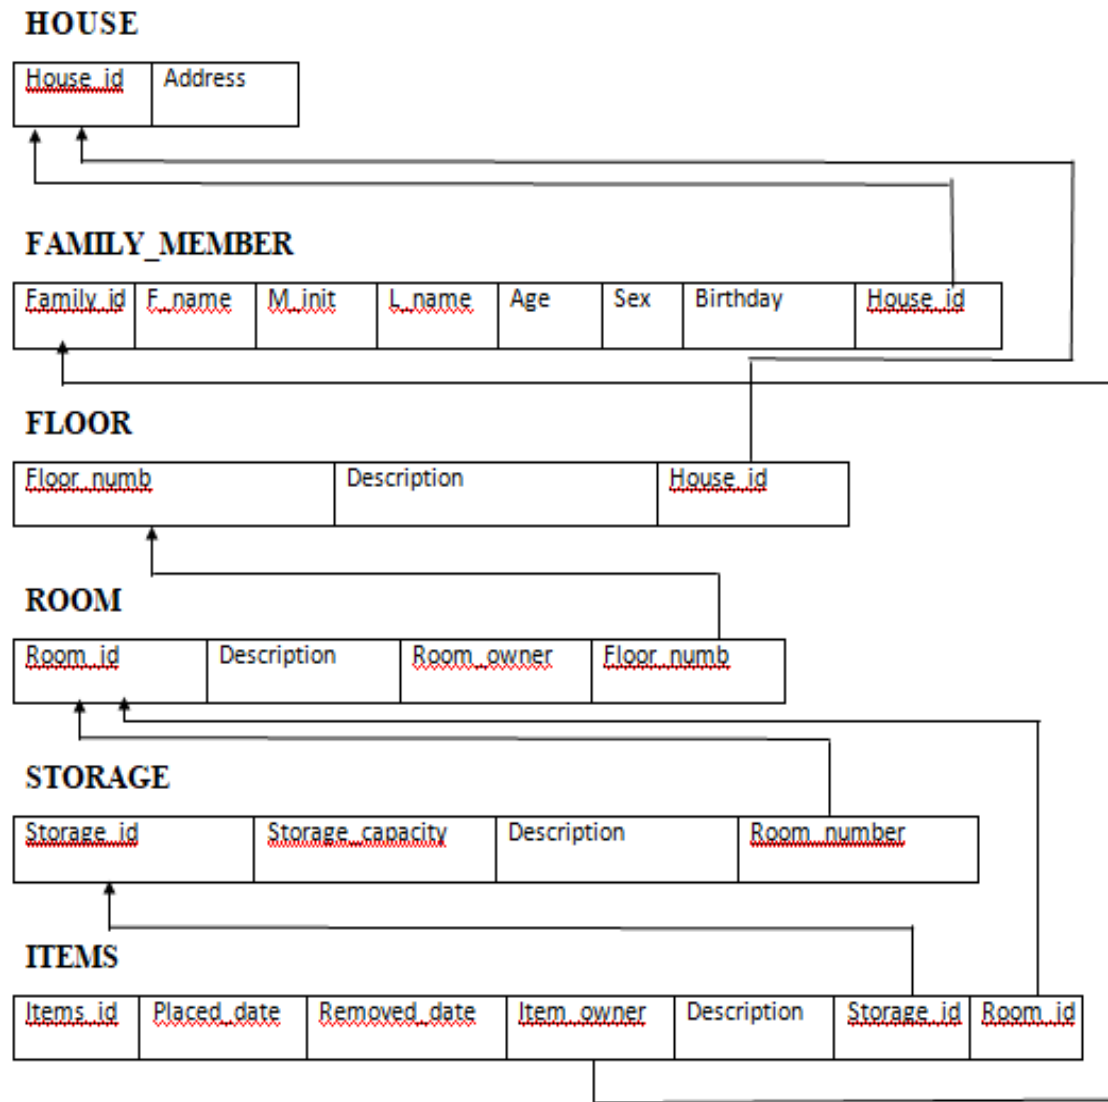 HOUSE
House_id Address
FAMILY_MEMBER
Family_id F_name M_init L_name Age Sex Birthday House_id
FLOOR
Floor_numb Description House_id
ROOM
Room_id Description Room_owner Floor_numb
STORAGE
Storage_id Storage_capacity Description Room_number
ITEMS
Items_id Placed_date Removed_date Item_owner Description Storage_id Room_id